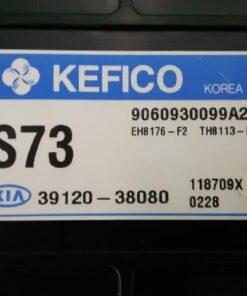 KEFICO KOREA
9060930099A2
EH8176-F2 TH8113-
S73
KIA 39120-38080 118709X
0228